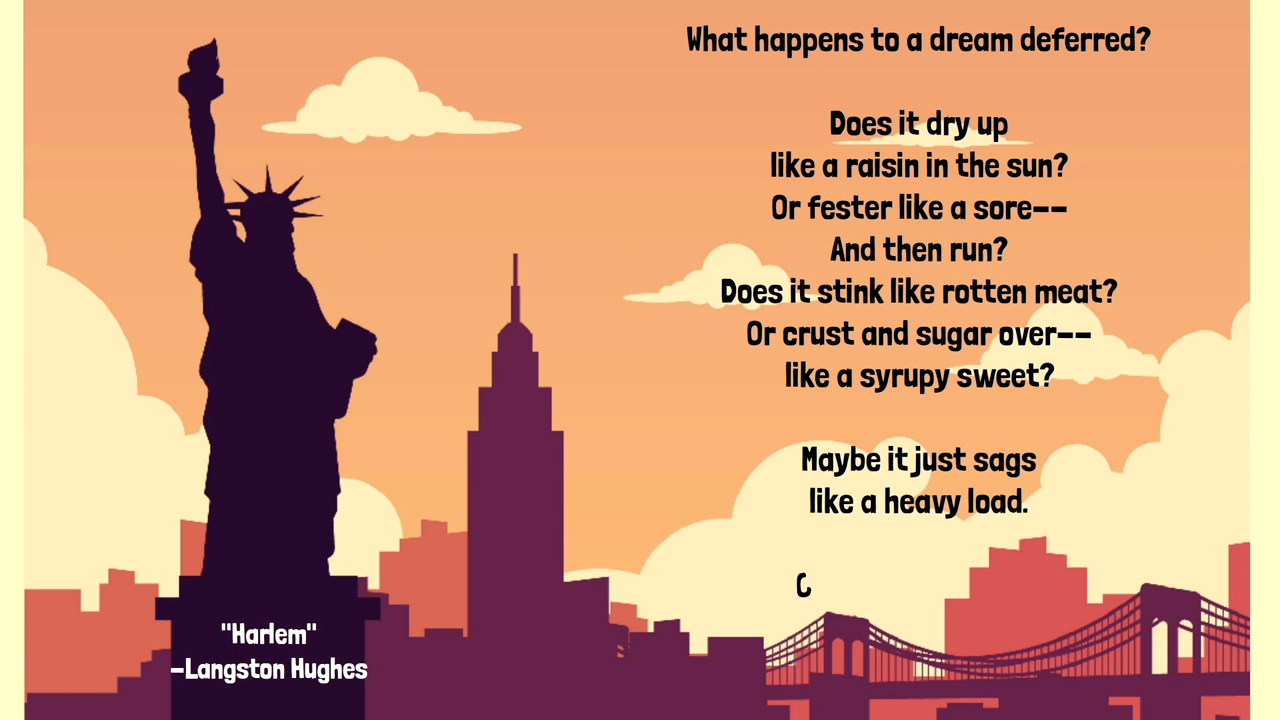 What happens to a dream deferred?
Does it dry up
like a raisin in the sun?
Or fester like a sore--
And then run?
Does it stink like rotten meat?
Or crust and sugar over--
like a syrupy sweet?
Maybe it just sags
like a heavy load.
"Harlem"
-Langston Hughes